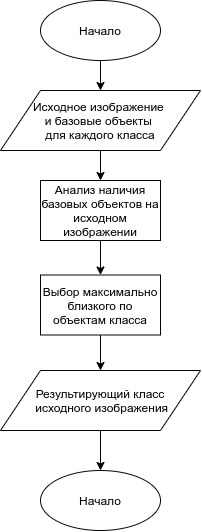 Начало
Исходное изображение
и базовые объекты
для каждого класса
Анализ наличия
базовых объектов на
исходном
изображении
Выбор максимально
близкого по
объектам класса
Результирующий класс
исходного изображения
Начало